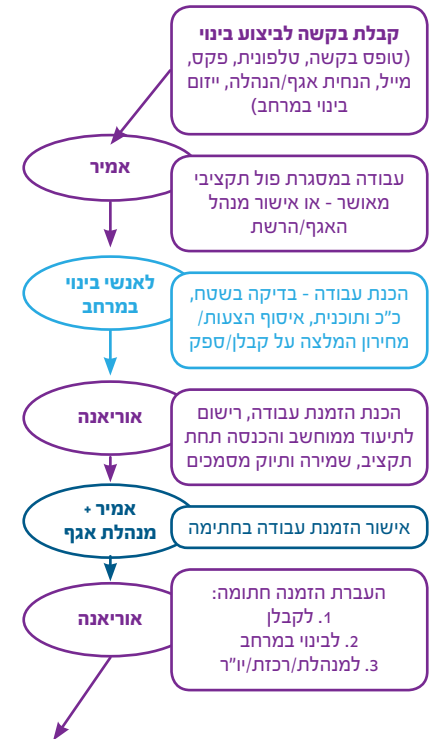 קבלת בקשה לביצוע בינוי
(טופס בקשה, טלפונית, פקס,
מייל, הנחית אגף/הנהלה, ייזום
בינוי במרחב)
אמיר
עבודה במסגרת פול תקציבי
מאושר - או אישור מנהל
האגף/הרשת
לאנשי בינוי
במרחב
הכנת עבודה - בדיקה בשטח,
כ"כ ותוכנית, איסוף הצעות/
מחירון המלצה על קבלן/ספק
אוריאנה
הכנת הזמנת עבודה, רישום
לתיעוד ממוחשב והכנסה תחת
תקציב, שמירה ותיוק מסמכים
אמיר +
מנהלת אגף
אישור הזמנת עבודה בחתימה
אוריאנה
העברת הזמנה חתומה:
1. לקבלן
2. לבינוי במרחב
3. למנהלת/רכזת/יו"ר